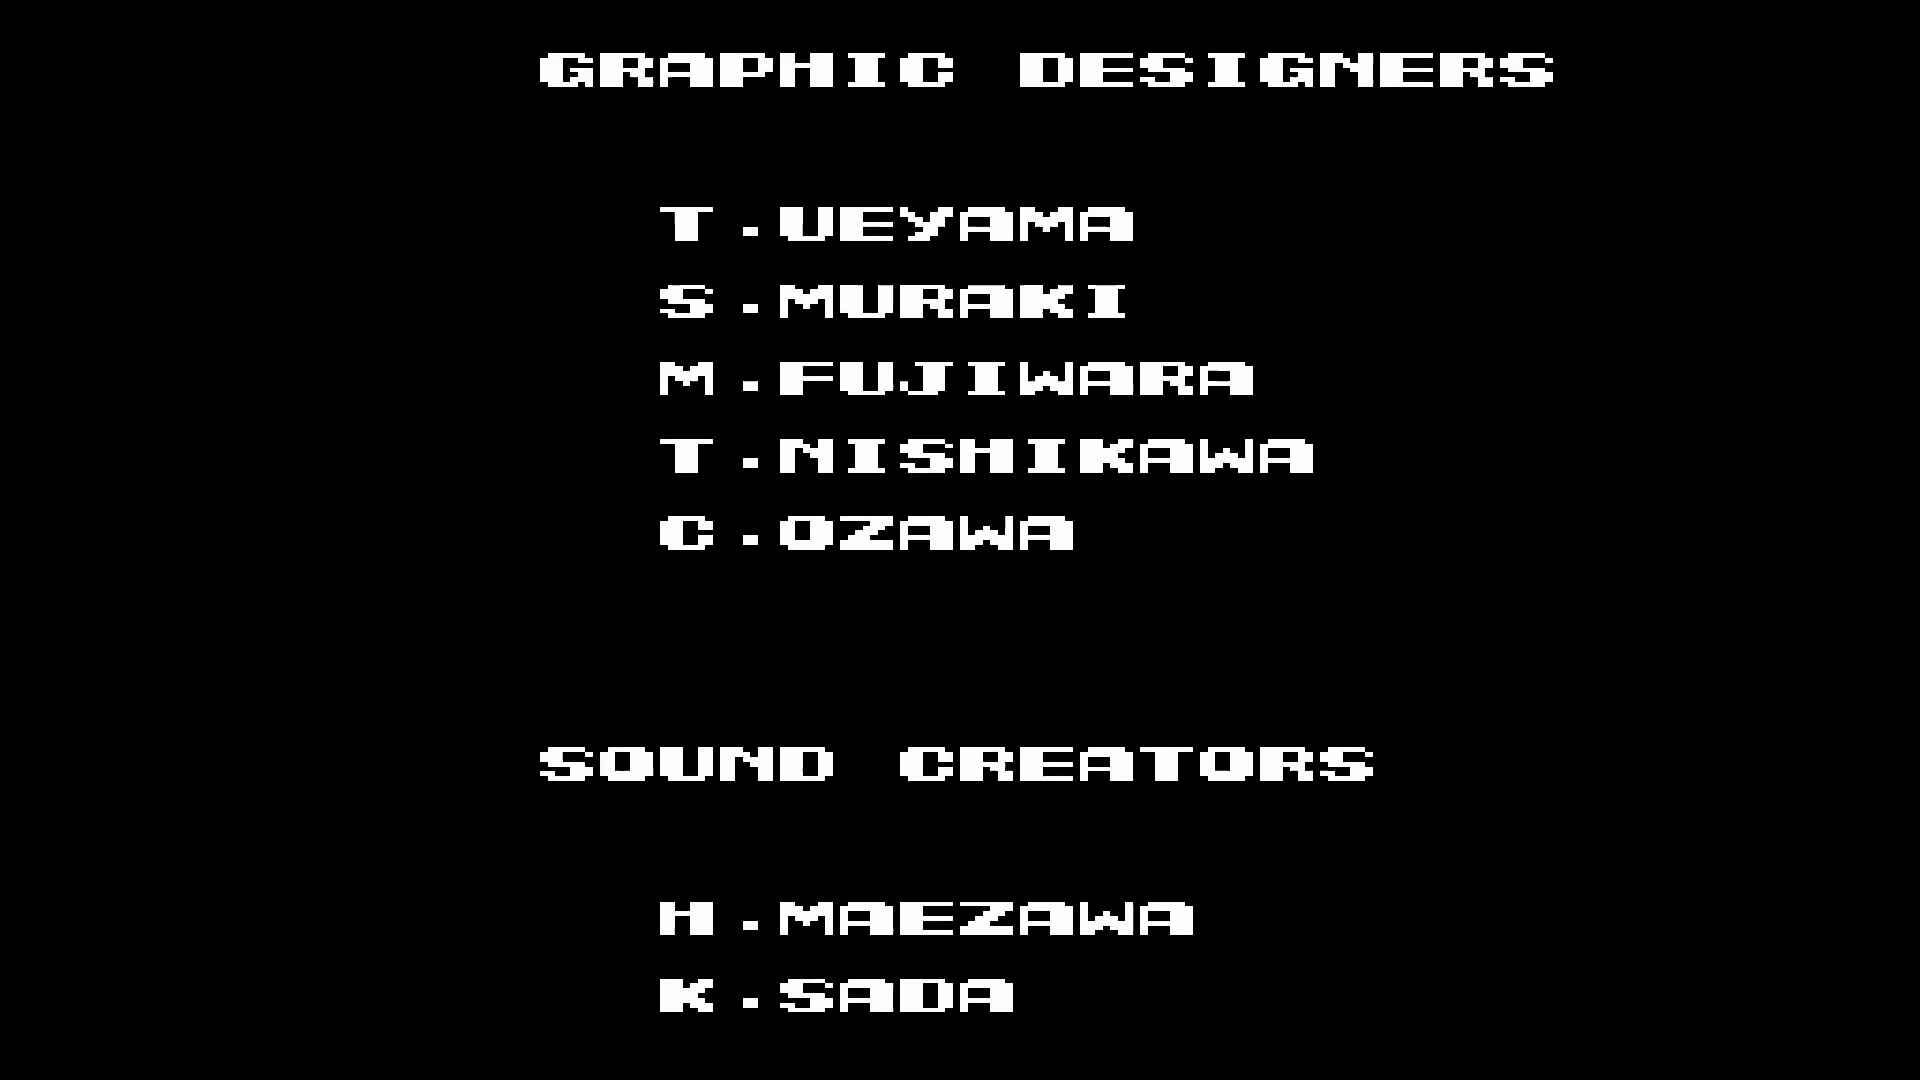 GRAPHIC DESIGNERS
T.UEYAMA
S.MURAKI
M.FUJIWARA
T.NISHIKAWA
C.OZAWA
SOUND CREATORS
H.MAEZAWA
K.SADA